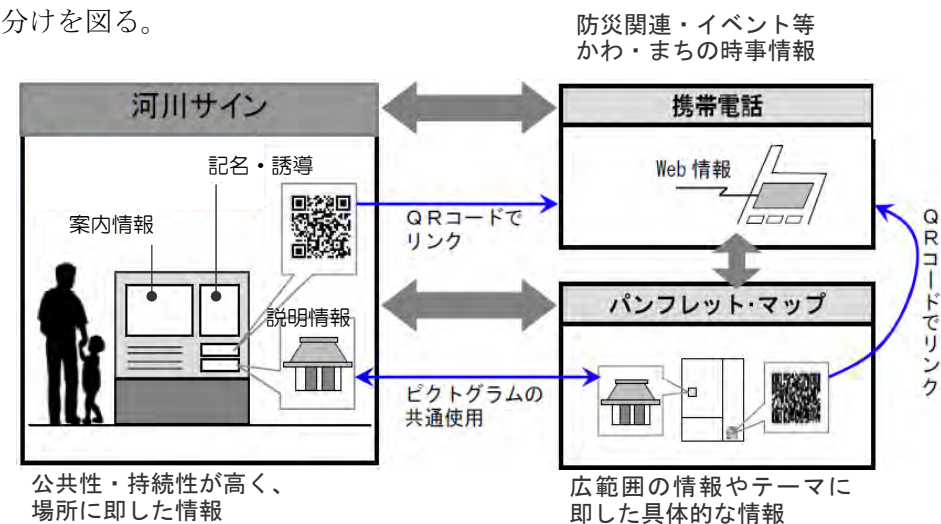 分けを図る。
防災関連・イベント等
かわ・まちの時事情報
河川サイン
携帯電話
記名・誘導
Web 情報
案内情報
QRコードで
リンク
QRコードでリンク
説明情報
パンフレット・マップ
ピクトグラムの
共通使用
公共性・持続性が高く、
場所に即した情報
広範囲の情報やテーマに
即した具体的な情報